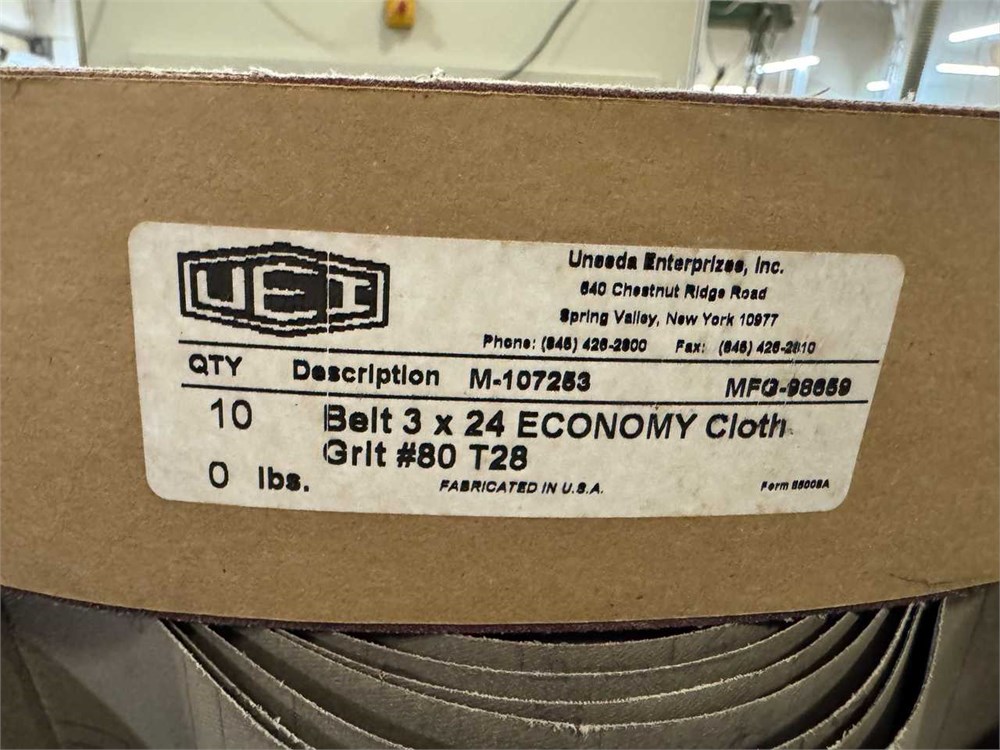 UEI
Uneeda Enterprizes, Inc.
640 Chestnut Ridge Road
Spring Valley, New York 10977
Phone: (845) 426-2800 Fax: (845) 426-2810
QTY Description M-107253 MFG-98659
10 Belt 3 x 24 ECONOMY Cloth
Grit #80 T28
0 lbs.
FABRICATED IN U.S.A.
Form